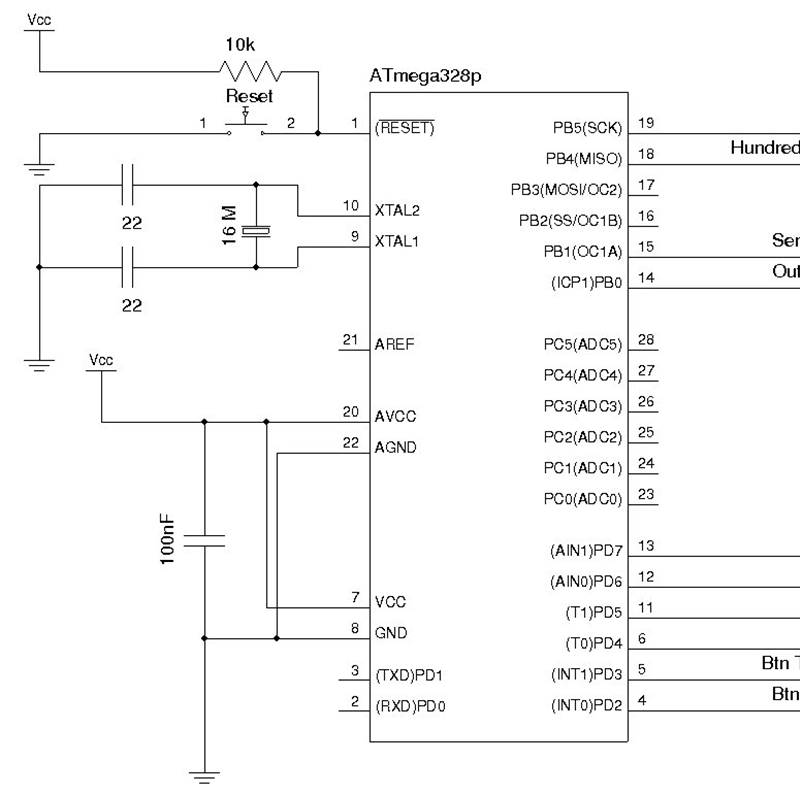 Vcc
10k
ATmega328p
Reset
1 2 1 (RESET) PB5(SCK) 19
PB4(MISO) 18 Hundred
PB3(MOSI/OC2) 17
22 16 M 10 XTAL2 PB2(SS/OC1B) 16
9 XTAL1 PB1(OC1A) 15 Ser
(ICP1)PB0 14 Out
22
21 AREF PC5(ADC5) 28
Vcc
PC4(ADC4) 27
PC3(ADC3) 26
20 AVCC
PC2(ADC2) 25
22 AGND
PC1(ADC1) 24
PC0(ADC0) 23
100nF
(AIN1)PD7 13
(AIN0)PD6 12
7 VCC
(T1)PD5 11
8 GND
(T0)PD4 6
3 (TXD)PD1 (INT1)PD3 5 Btn T
2 (RXD)PD0 (INT0)PD2 4 Btn